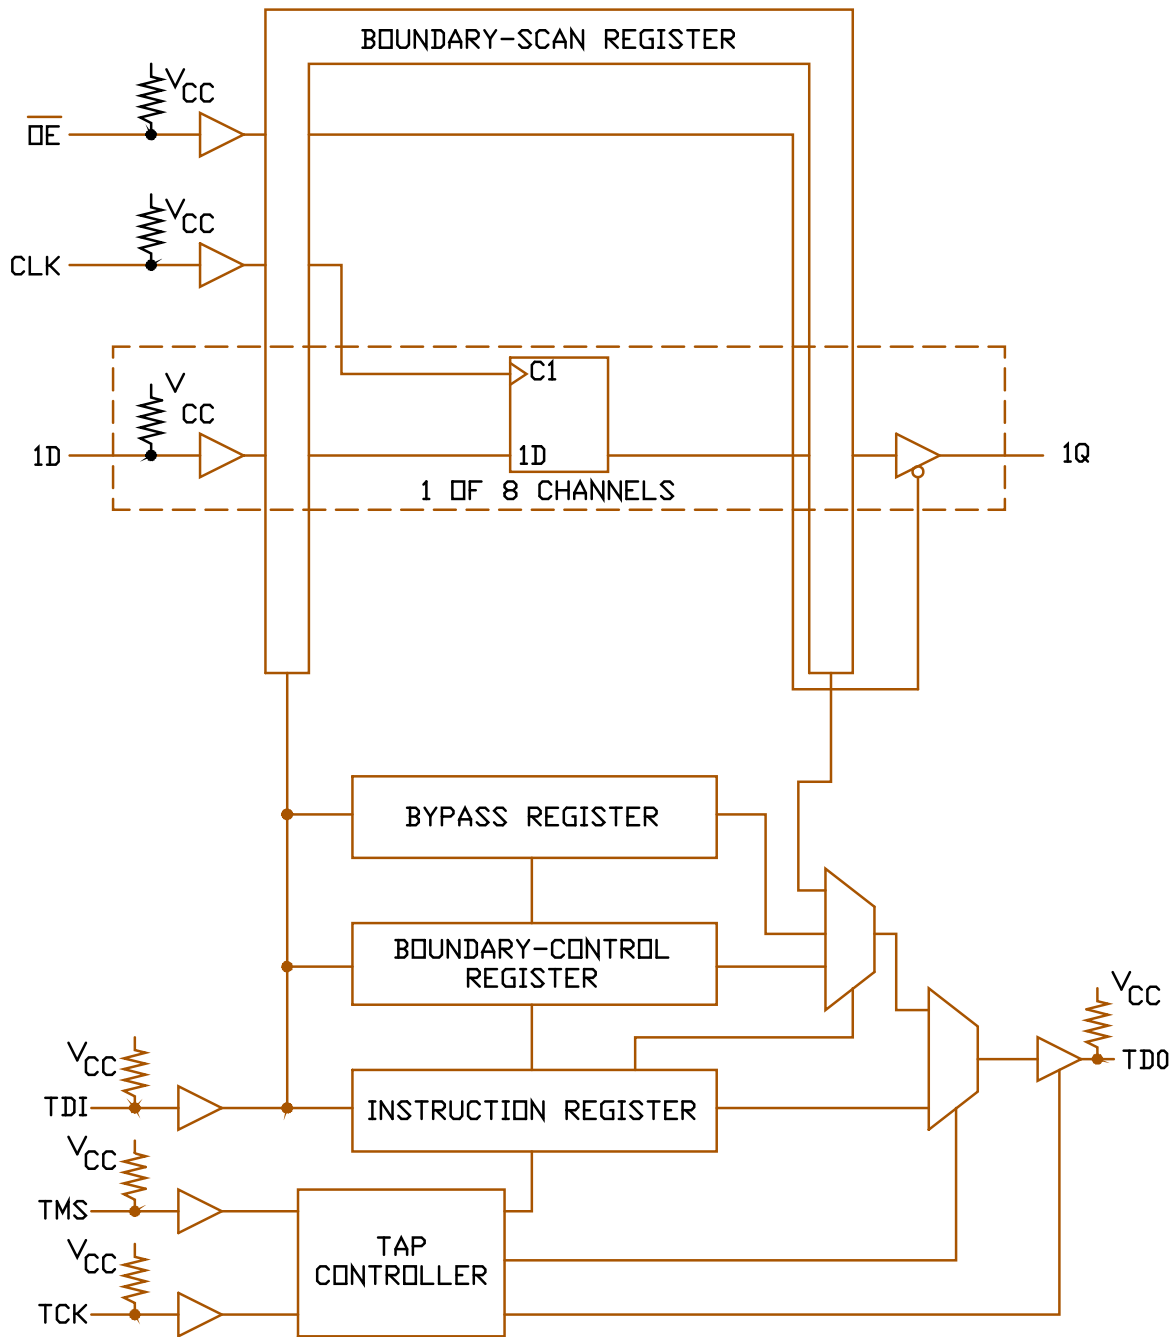 BOUNDARY-SCAN REGISTER
VCC
OE
VCC
CLK
VCC
C1
1D
1D
1Q
1 OF 8 CHANNELS
BYPASS REGISTER
BOUNDARY-CONTROL
REGISTER
VCC
TDO
VCC
TDI
INSTRUCTION REGISTER
VCC
TMS
TAP
CONTROLLER
VCC
TCK